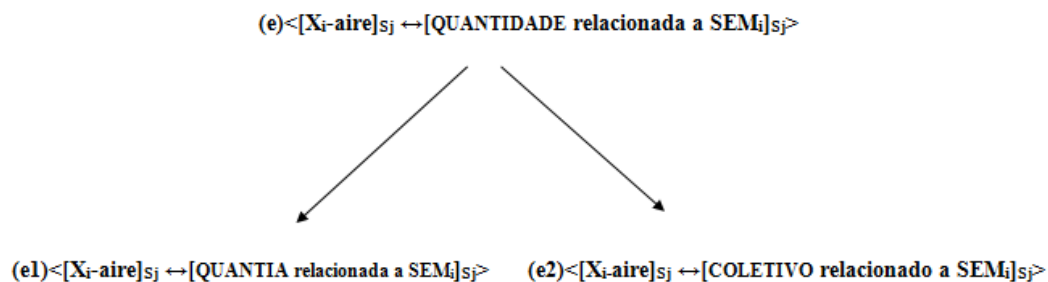 (e)<[Xi-aire]Sj ↔[QUANTIDADE relacionada a SEMi]Sj>
(e1)<[Xi-aire]Sj ↔[QUANTIA relacionada a SEMi]Sj> (e2)<[Xi-aire]Sj ↔[COLETIVO relacionado a SEMi]Sj>